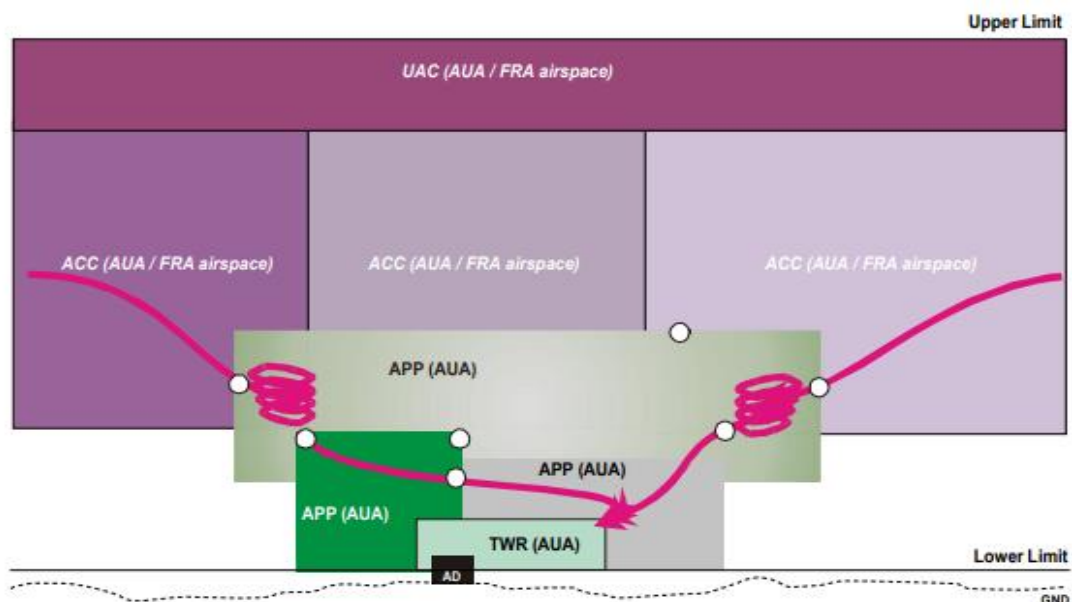 Upper Limit
UAC (AUA / FRA airspace)
ACC (AUA / FRA airspace)
ACC (AUA / FRA airspace)
ACC (AUA / FRA airspace)
APP (AUA)
APP (AUA)
APP (AUA)
TWR (AUA)
Lower Limit
AD
GND